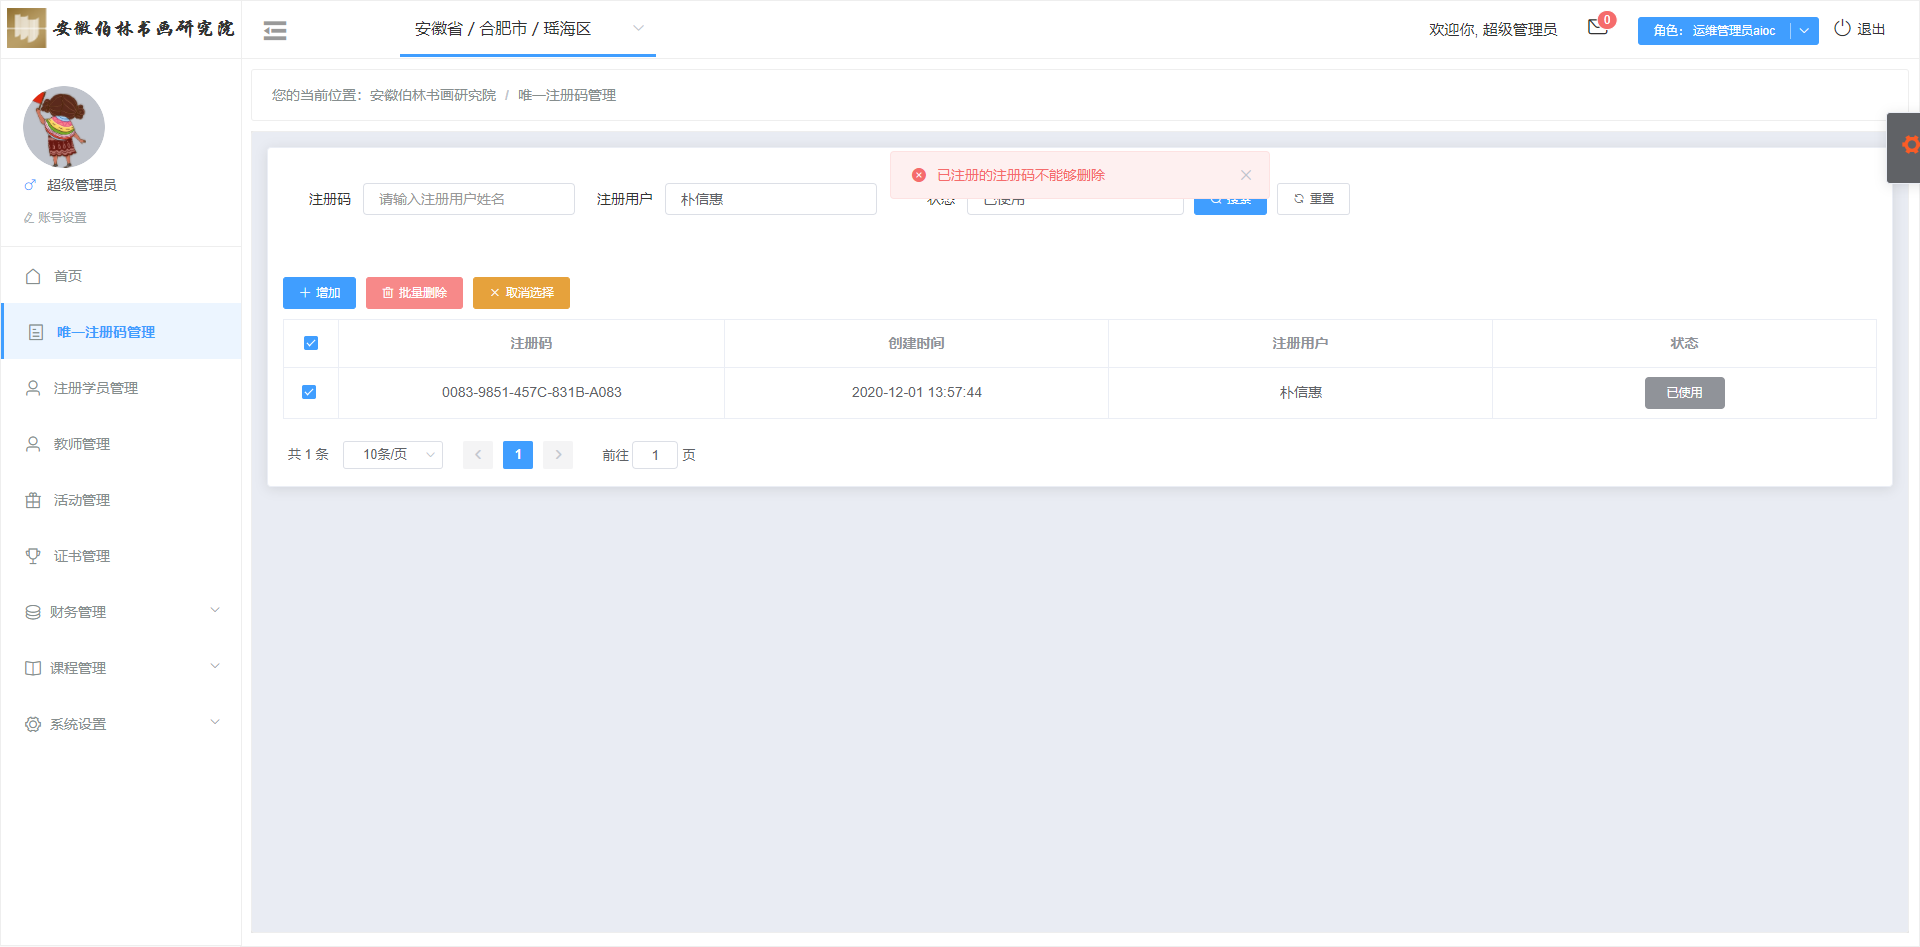 安徽伯林书画研究院
安徽省 / 合肥市 / 瑶海区
欢迎你, 超级管理员
0
角色： 运维管理员aioc
退出
超级管理员
账号设置
首页
唯一注册码管理
注册学员管理
教师管理
活动管理
证书管理
财务管理
课程管理
系统设置
您的当前位置：安徽伯林书画研究院 / 唯一注册码管理
已注册的注册码不能够删除
注册码 请输入注册用户姓名 注册用户 朴信惠 状态 已使用 搜索 重置
增加 批量删除 取消选择
注册码 创建时间 注册用户 状态
0083-9851-457C-831B-A083 2020-12-01 13:57:44 朴信惠 已使用
共 1 条 10条/页 1 前往 1 页